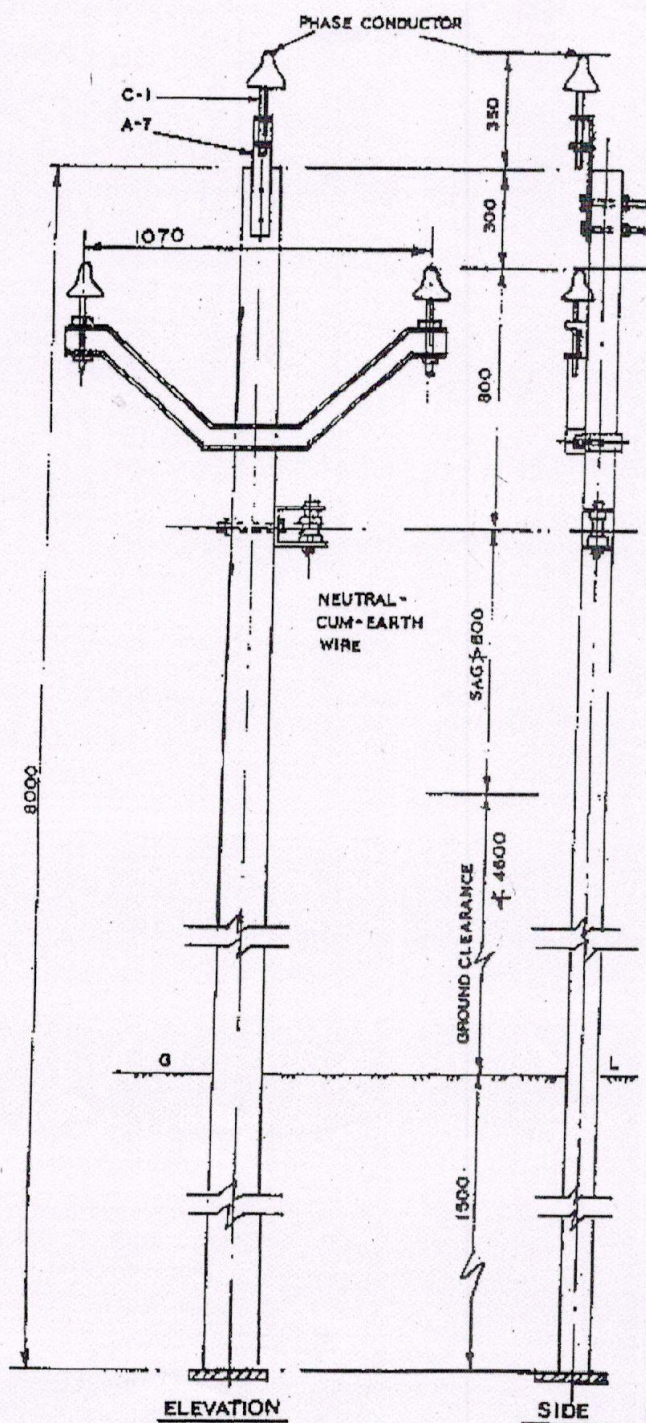 PHASE CONDUCTOR
C-1
A-7
350
300
1070
800
NEUTRAL-
CUM-EARTH
WIRE
SAG ≯ 600
8000
GROUND CLEARANCE
≮ 4600
G
L
1500
ELEVATION
SIDE